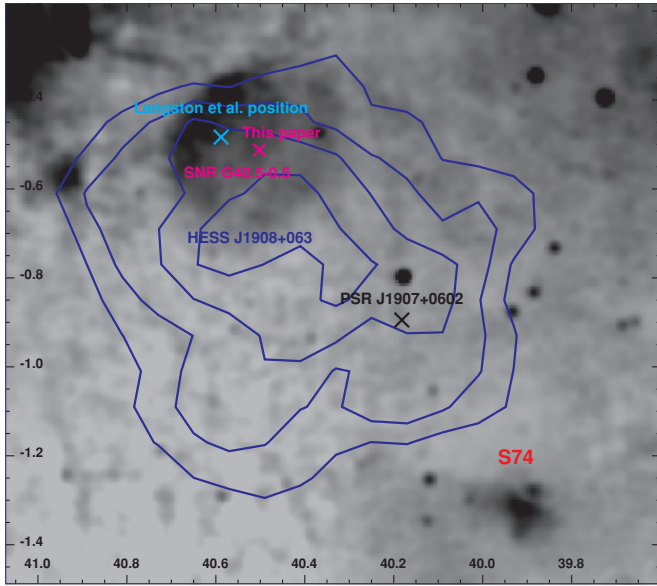 -0.4
Langston et al. position
This paper
SNR G40.5-0.5
-0.6
HESS J1908+063
-0.8
PSR J1907+0602
-1.0
-1.2
S74
-1.4
41.0 40.8 40.6 40.4 40.2 40.0 39.8